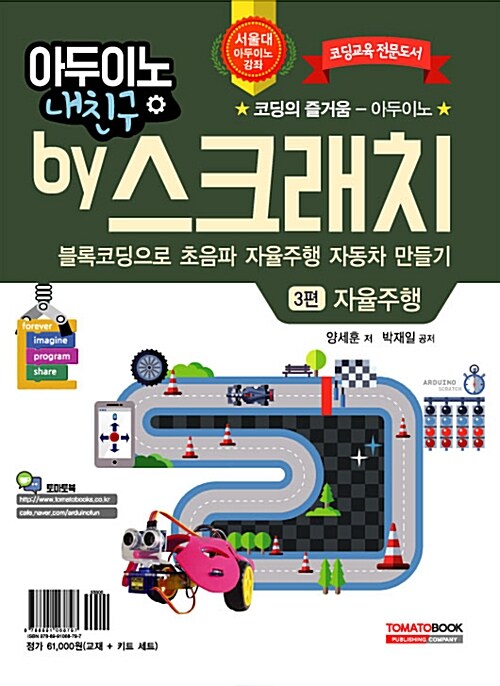 서울대
아두이노
강좌
코딩교육 전문도서
아두이노
내친구
★ 코딩의 즐거움 – 아두이노 ★
by 스크래치
블록코딩으로 초음파 자율주행 자동차 만들기
3편 자율주행
양세훈 저 박재일 공저
forever
imagine
program
share
ARDUINO
SCRATCH
토마토북
http://www.tomatobooks.co.kr
cafe.naver.com/arduinofun
정가 61,000원(교재 + 키트 세트)
TOMATOBOOK
PUBLISHING COMPANY